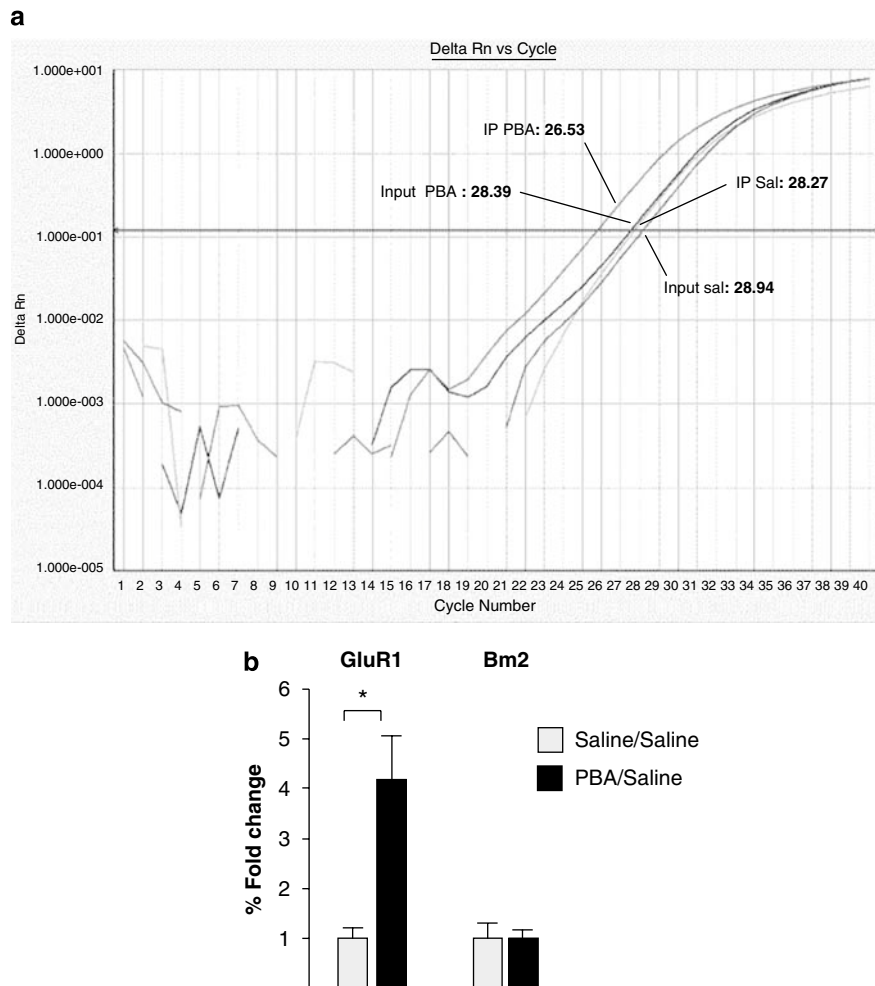 a
Delta Rn vs Cycle
1.000e+001
1.000e+000
1.000e-001
1.000e-002
1.000e-003
1.000e-004
1.000e-005
Delta Rn
IP PBA: 26.53
Input PBA : 28.39
IP Sal: 28.27
Input sal: 28.94
1 2 3 4 5 6 7 8 9 10 11 12 13 14 15 16 17 18 19 20 21 22 23 24 25 26 27 28 29 30 31 32 33 34 35 36 37 38 39 40
Cycle Number
b
GluR1 Bm2
% Fold change
6
5
4
3
2
1
*
Saline/Saline
PBA/Saline